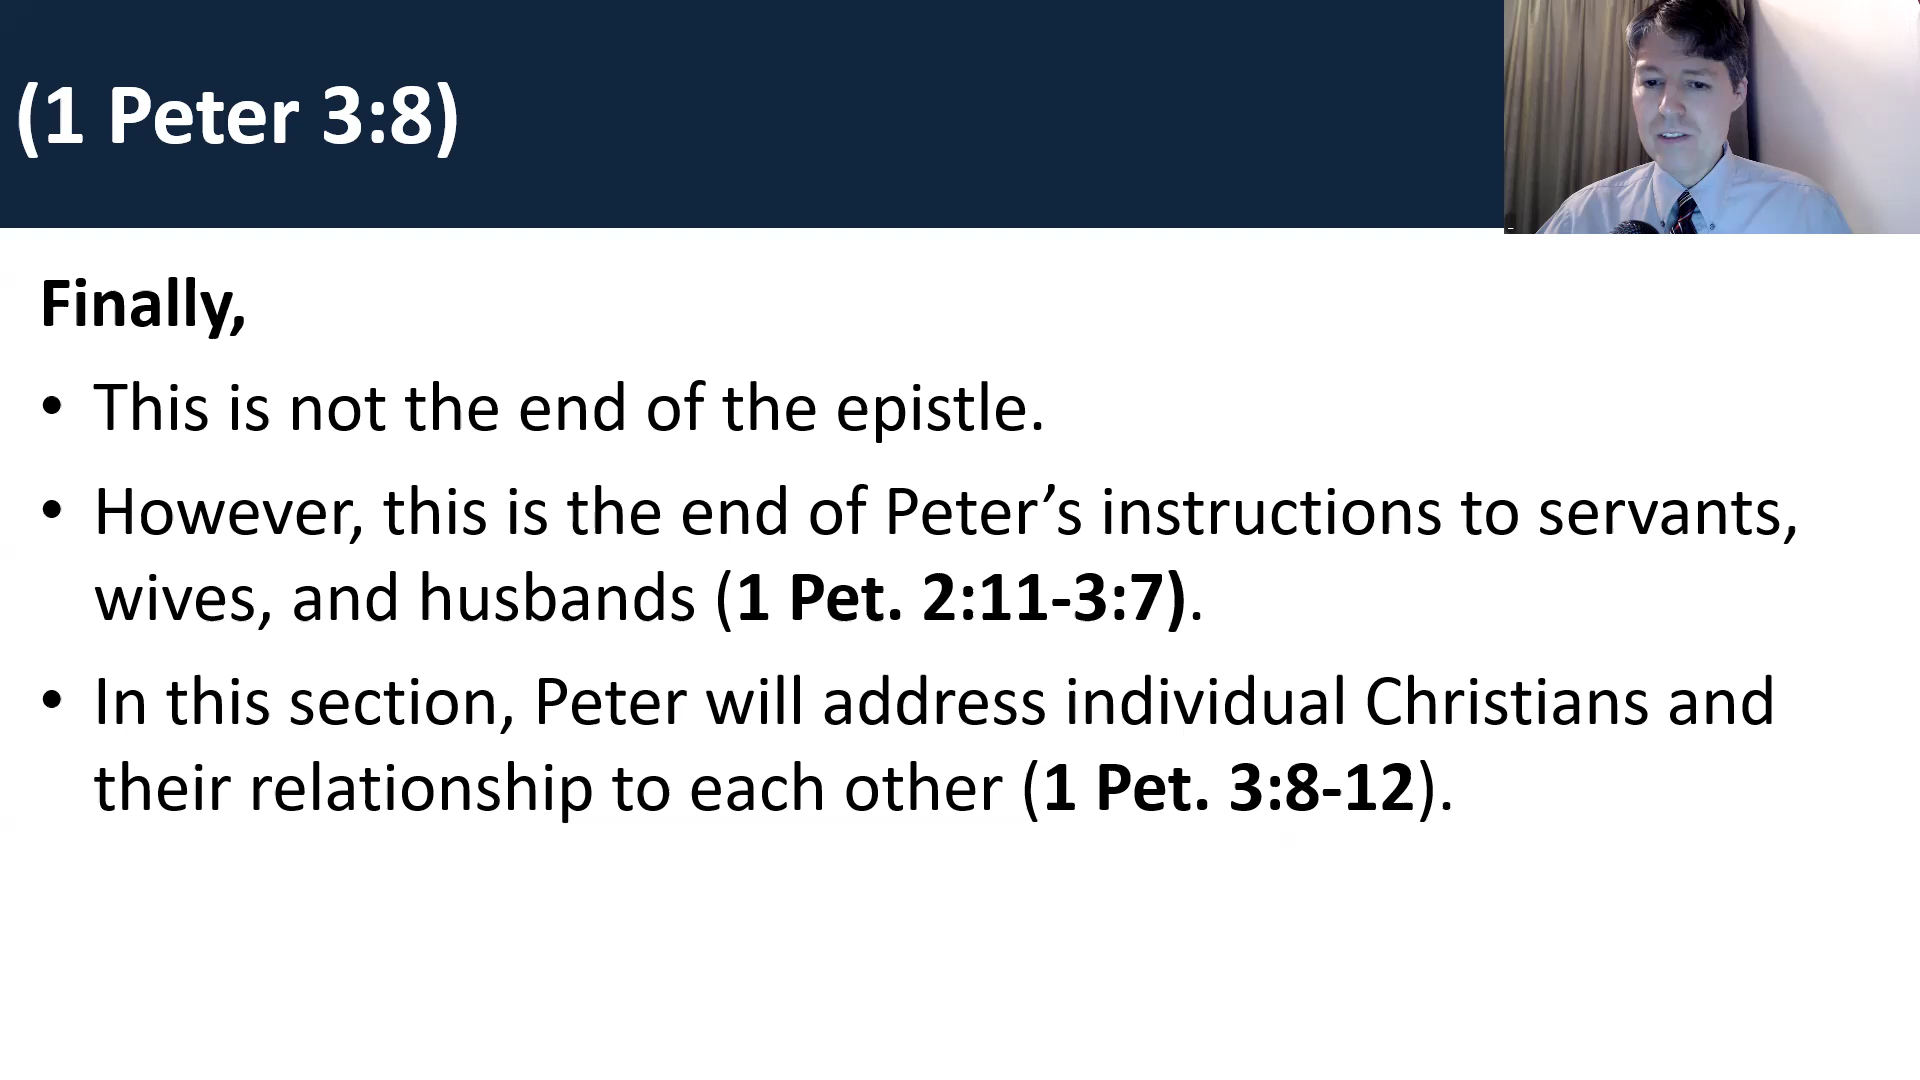 (1 Peter 3:8)
Finally,
• This is not the end of the epistle.
• However, this is the end of Peter’s instructions to servants,
wives, and husbands (1 Pet. 2:11-3:7).
• In this section, Peter will address individual Christians and
their relationship to each other (1 Pet. 3:8-12).